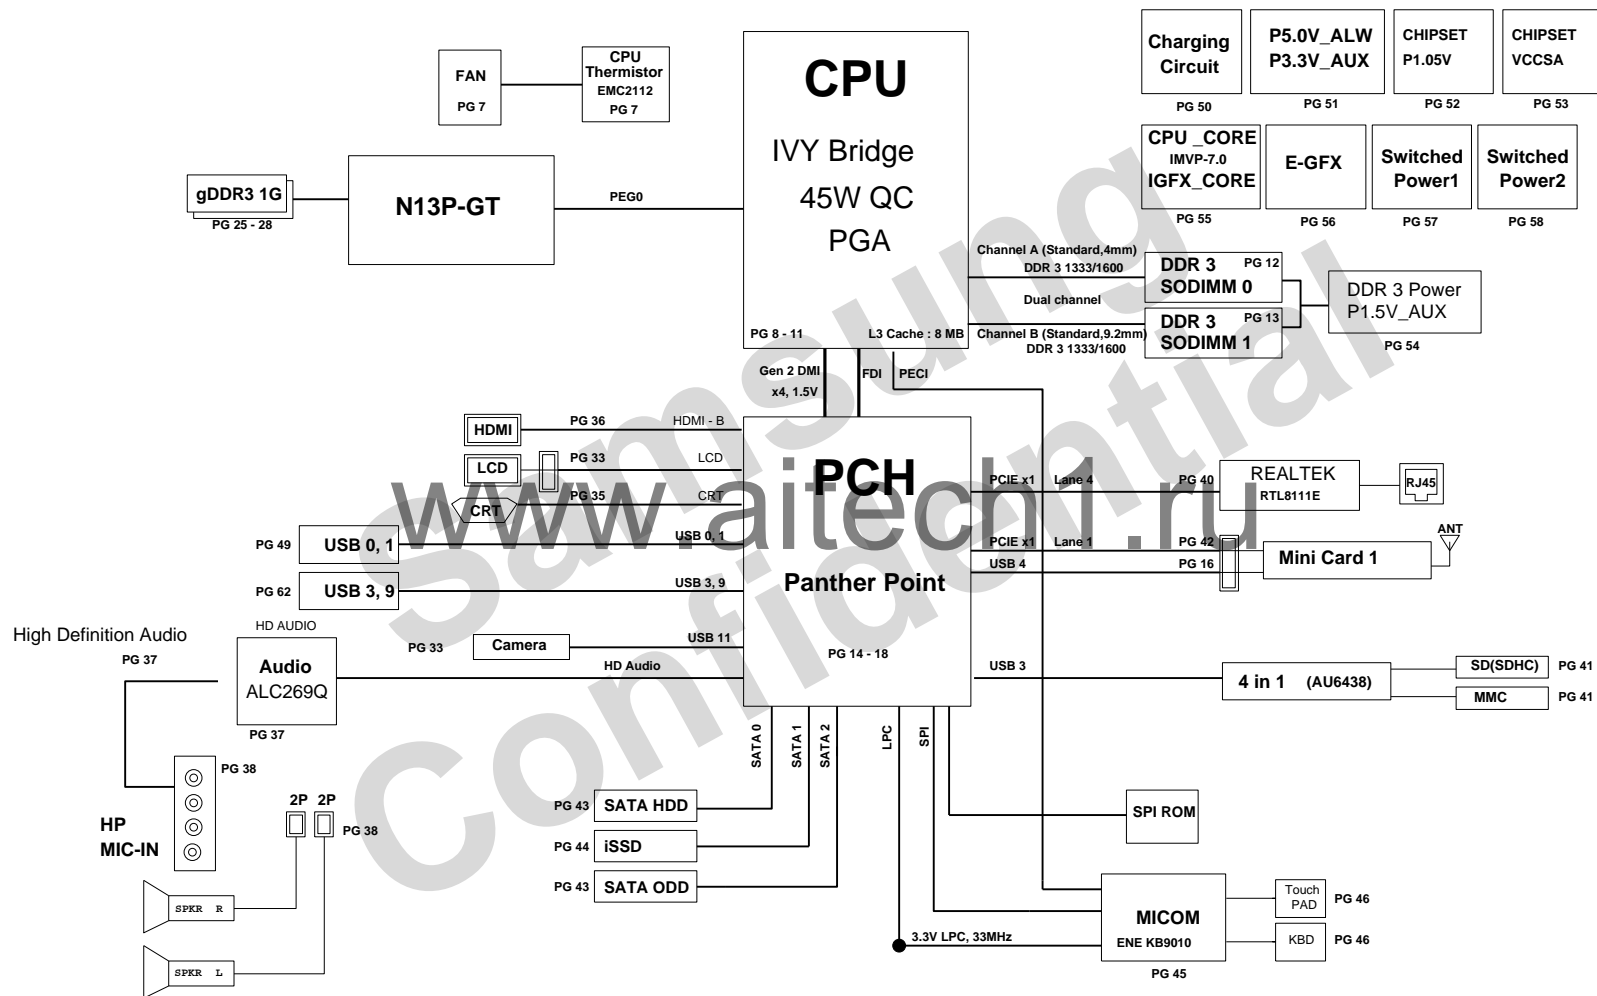 CPU
IVY Bridge
45W QC
PGA
PG 8 - 11
L3 Cache : 8 MB
FAN
PG 7
CPU
Thermistor
EMC2112
PG 7
gDDR3 1G
PG 25 - 28
N13P-GT
PEG0
Charging
Circuit
PG 50
P5.0V_ALW
P3.3V_AUX
PG 51
CHIPSET
P1.05V
PG 52
CHIPSET
VCCSA
PG 53
CPU _CORE
IMVP-7.0
IGFX_CORE
PG 55
E-GFX
PG 56
Switched
Power1
PG 57
Switched
Power2
PG 58
Channel A (Standard,4mm)
DDR 3 1333/1600
Dual channel
Channel B (Standard,9.2mm)
DDR 3 1333/1600
DDR 3 PG 12
SODIMM 0
DDR 3 PG 13
SODIMM 1
DDR 3 Power
P1.5V_AUX
PG 54
Gen 2 DMI
x4, 1.5V
FDI
PECI
HDMI
PG 36
HDMI - B
LCD
PG 33
LCD
CRT
PG 35
CRT
PG 49
USB 0, 1
USB 0, 1
PG 62
USB 3, 9
USB 3, 9
PG 33
Camera
USB 11
PCH
Panther Point
PG 14 - 18
PCIE x1 Lane 4
PG 40
REALTEK
RTL8111E
RJ45
PCIE x1 Lane 1
PG 42
USB 4
PG 16
Mini Card 1
ANT
USB 3
4 in 1 (AU6438)
SD(SDHC)
PG 41
MMC
PG 41
High Definition Audio
PG 37
HD AUDIO
Audio
ALC269Q
PG 37
HD Audio
PG 38
HP
MIC-IN
2P 2P
PG 38
SPKR R
SPKR L
SATA 0
SATA 1
SATA 2
LPC
SPI
PG 43
SATA HDD
PG 44
iSSD
PG 43
SATA ODD
SPI ROM
3.3V LPC, 33MHz
MICOM
ENE KB9010
PG 45
Touch
PAD
PG 46
KBD
PG 46
Samsung
Confidential
www.aitech1.ru